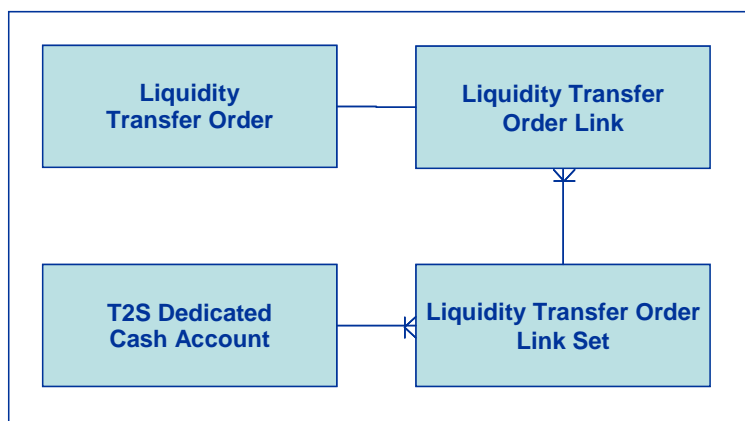 Liquidity
Transfer Order
Liquidity Transfer
Order Link
T2S Dedicated
Cash Account
Liquidity Transfer Order
Link Set